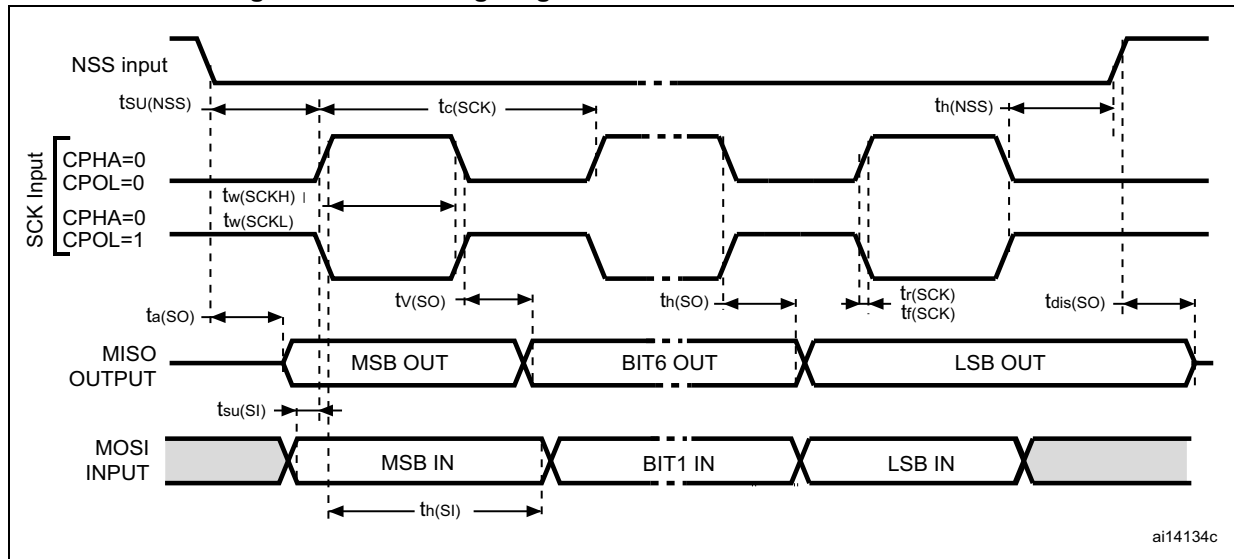 NSS input
tSU(NSS)
tc(SCK)
th(NSS)
SCK Input
CPHA=0
CPOL=0
tw(SCKH)
CPHA=0
tw(SCKL)
CPOL=1
tV(SO)
th(SO)
tr(SCK)
tf(SCK)
ta(SO)
tdis(SO)
MISO
OUTPUT
MSB OUT
BIT6 OUT
LSB OUT
tsu(SI)
MOSI
INPUT
MSB IN
BIT1 IN
LSB IN
th(SI)
ai14134c